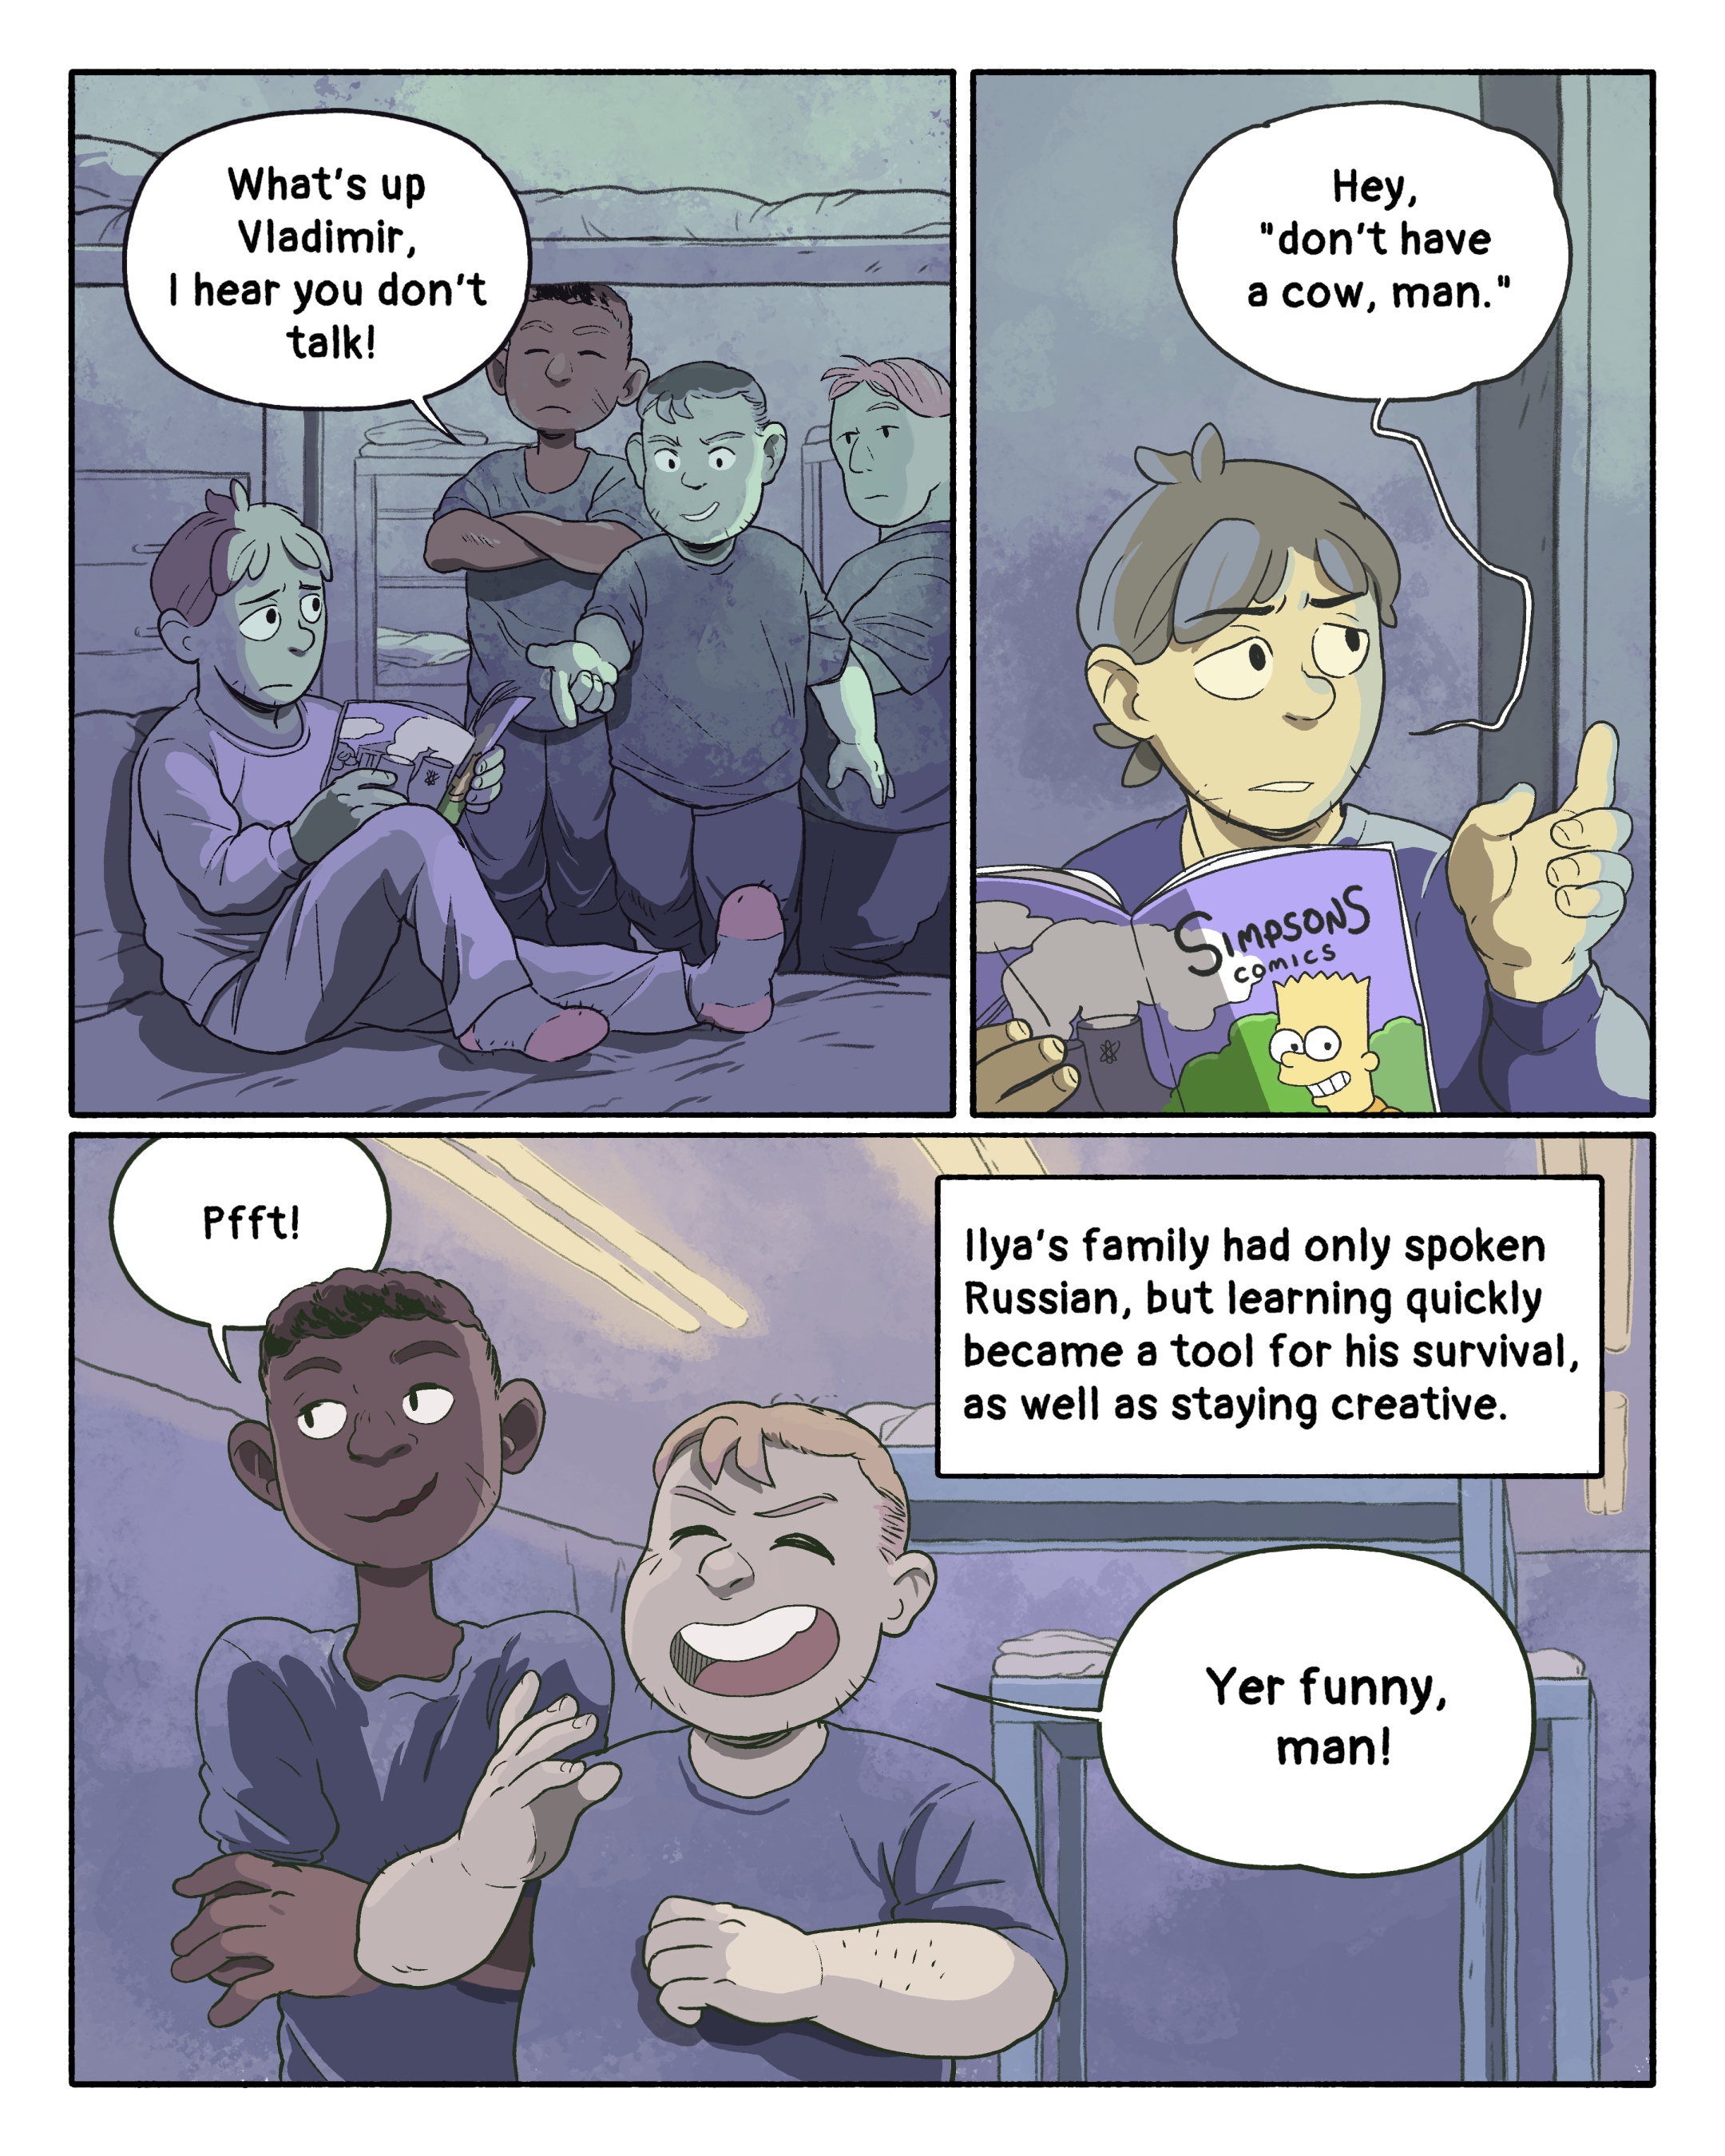 What's up
Vladimir,
I hear you don't
talk!
Hey,
"don't have
a cow, man."
SIMPSONS
COMICS
Pfft!
Ilya's family had only spoken
Russian, but learning quickly
became a tool for his survival,
as well as staying creative.
Yer funny,
man!